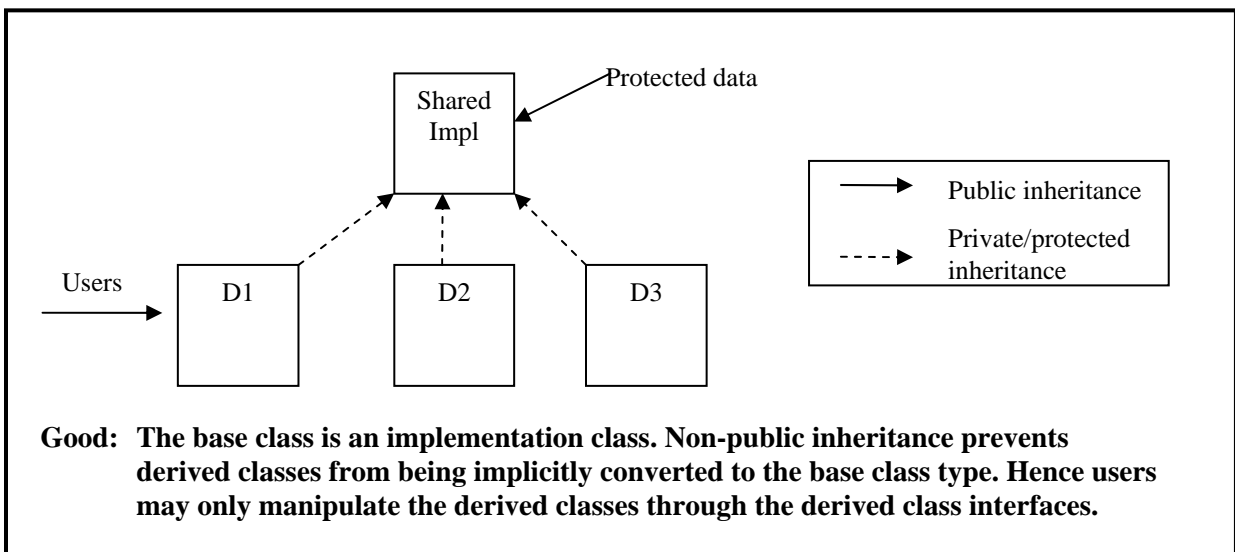 Protected data
Shared
Impl
Public inheritance
Private/protected
inheritance
Users
D1
D2
D3
Good: The base class is an implementation class. Non-public inheritance prevents
derived classes from being implicitly converted to the base class type. Hence users
may only manipulate the derived classes through the derived class interfaces.